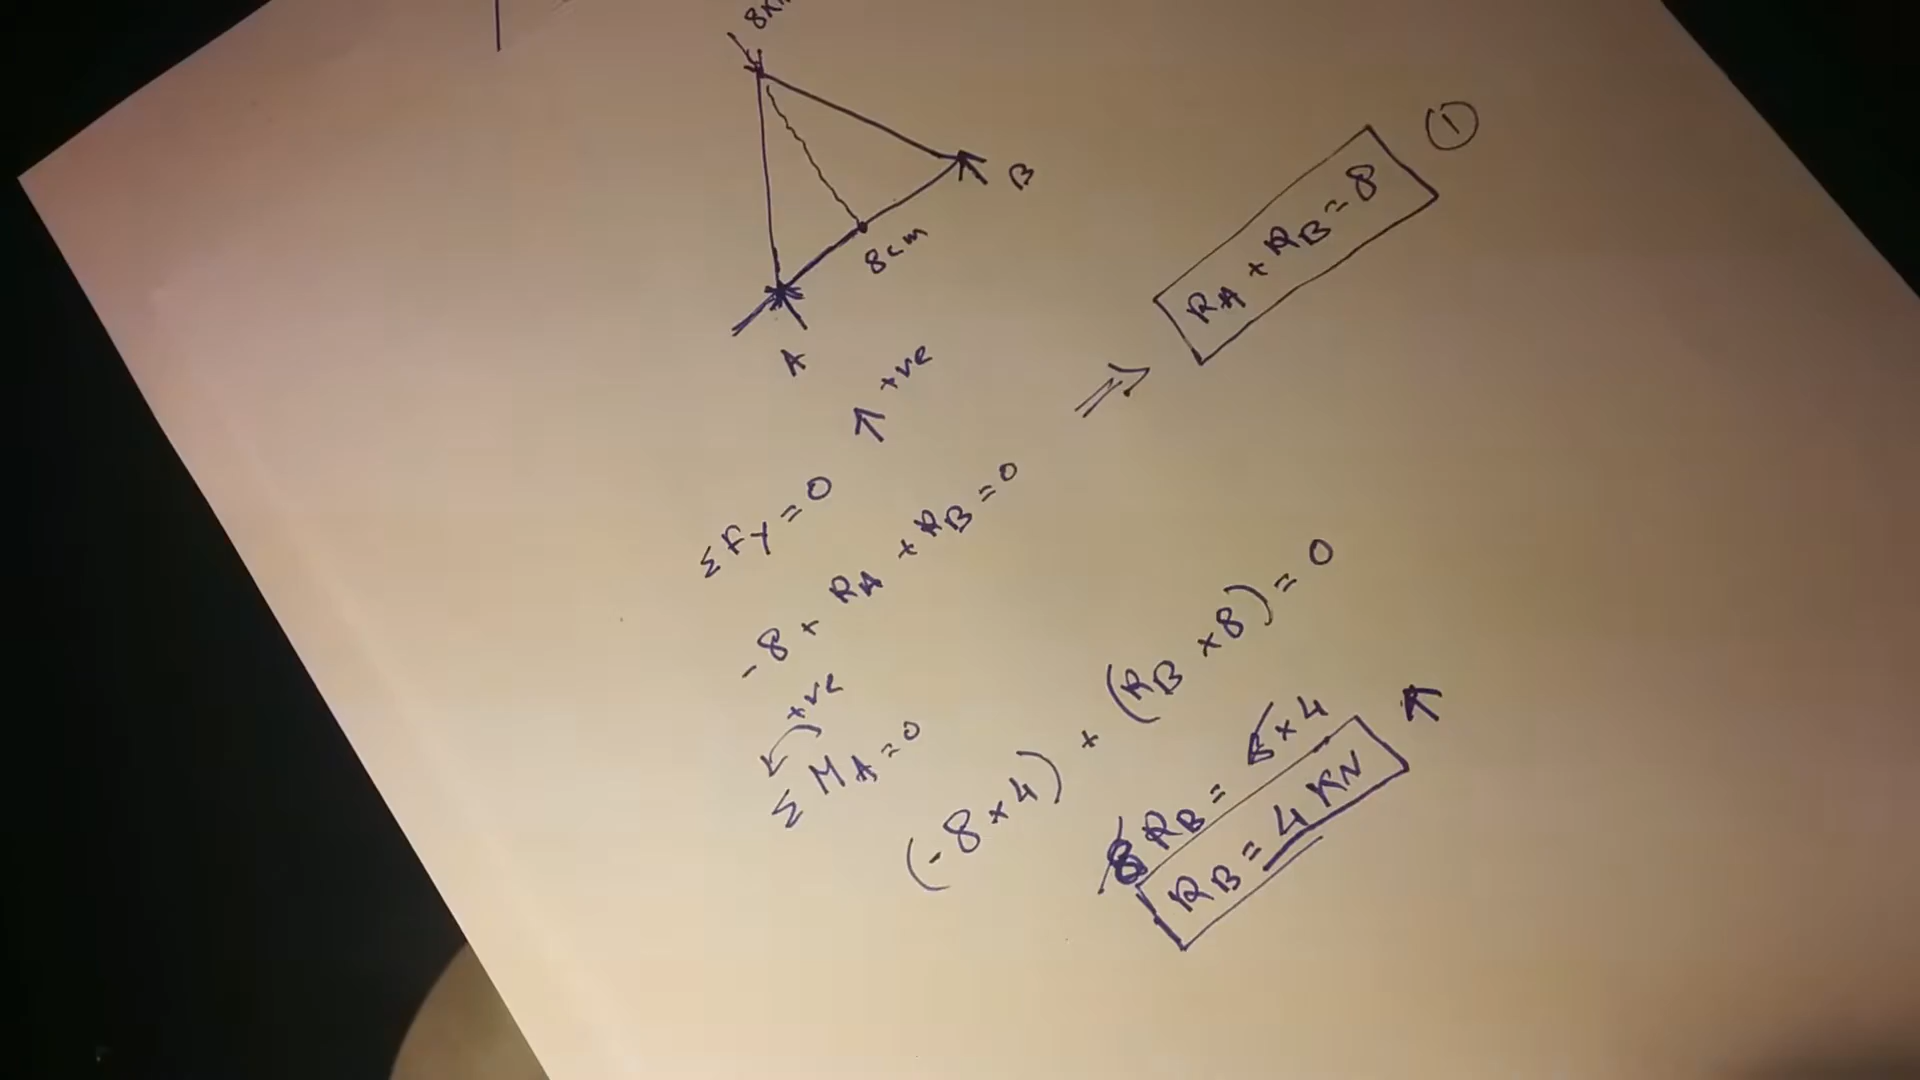 8KN
B
8cm
A
ΣFy=0 ↑ +ve
-8 + RA + RB = 0 ⇒ RA + RB = 8 ①
+ve
ΣMA=0
(-8×4) + (RB ×8) = 0
8RB = 8×4
RB = 4 KN ↑